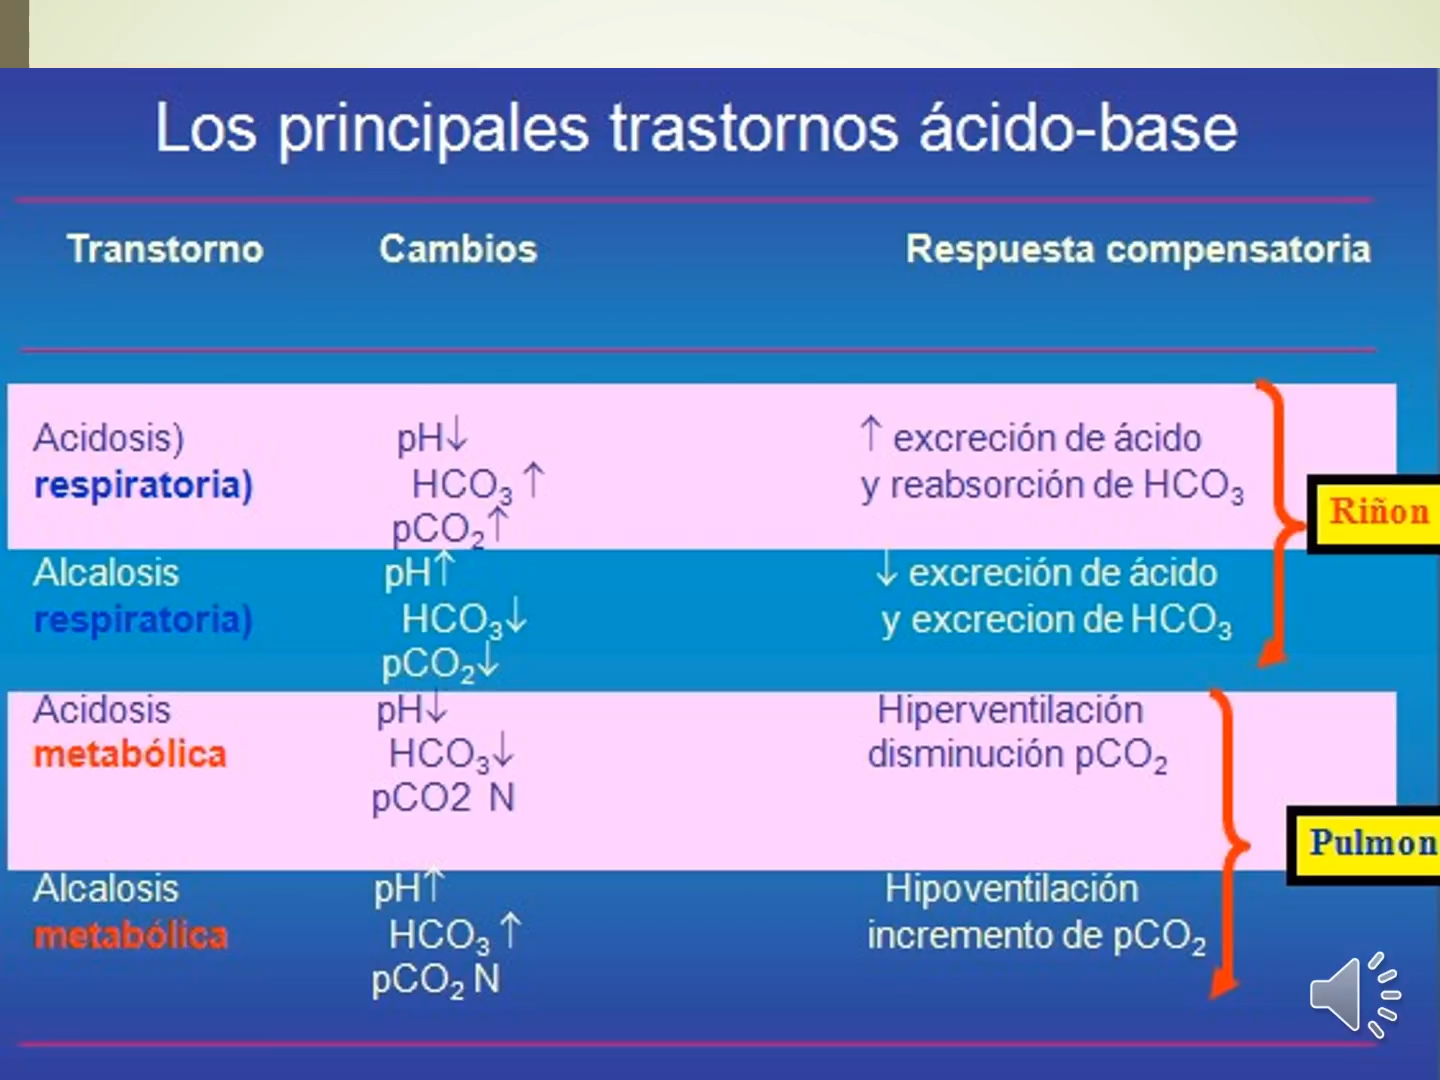 Los principales trastornos ácido-base
Transtorno Cambios Respuesta compensatoria
Acidosis) pH↓ ↑ excreción de ácido
respiratoria) HCO₃ ↑ y reabsorción de HCO₃
pCO₂↑
Riñon
Alcalosis pH↑ ↓ excreción de ácido
respiratoria) HCO₃↓ y excrecion de HCO₃
pCO₂↓
Acidosis pH↓ Hiperventilación
metabólica HCO₃↓ disminución pCO₂
pCO2 N
Pulmon
Alcalosis pH↑ Hipoventilación
metabólica HCO₃ ↑ incremento de pCO₂
pCO₂ N